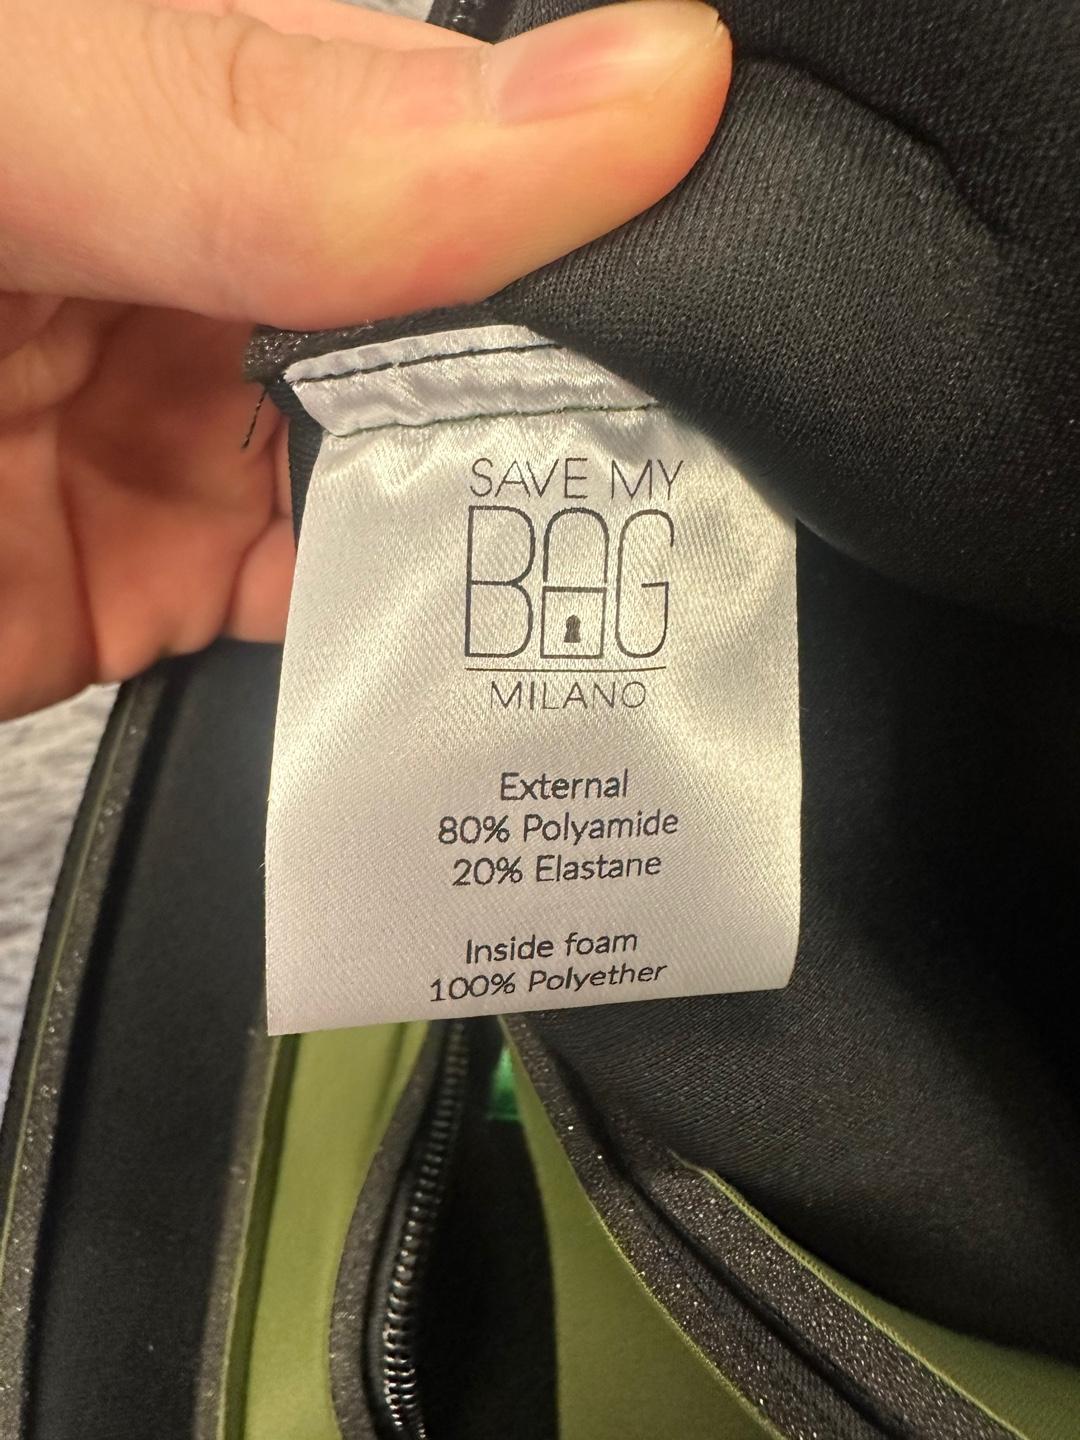 SAVE MY
BAG
MILANO
External
80% Polyamide
20% Elastane
Inside foam
100% Polyether